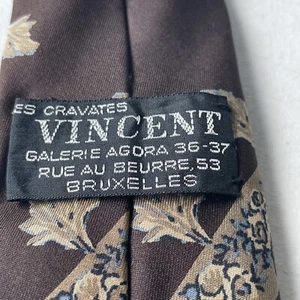 ES CRAVATES
VINCENT
GALERIE AGORA 36-37
RUE AU BEURRE,53
BRUXELLES